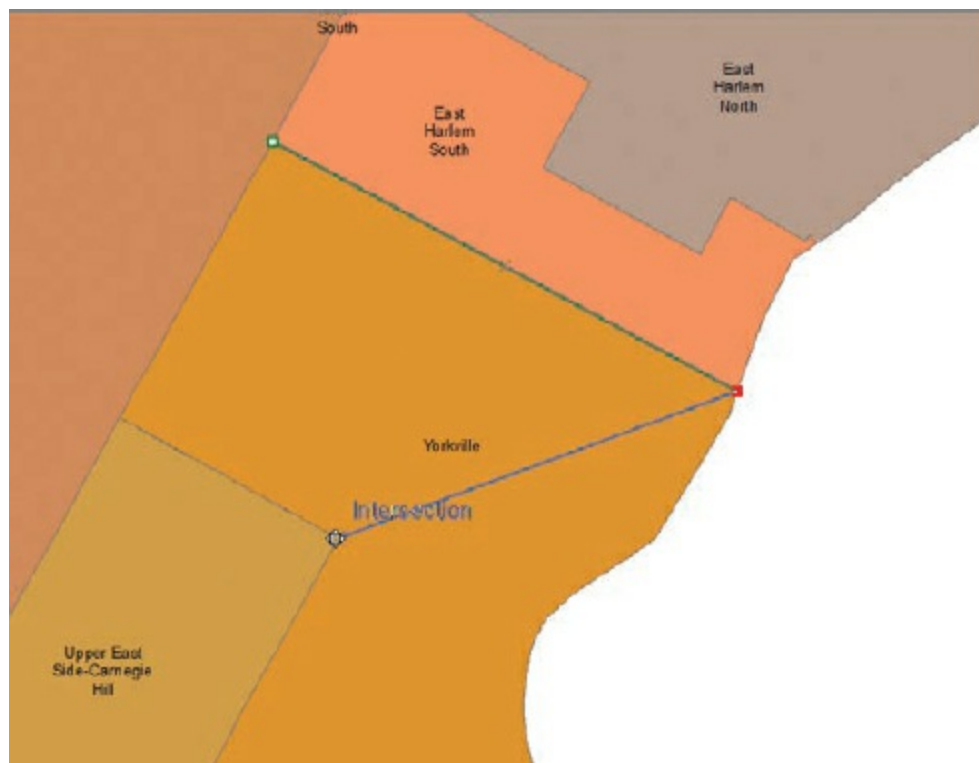 South
East
Harlem
North
East
Harlem
South
Yorkville
Intersection
Upper East
Side-Carnegie
Hill